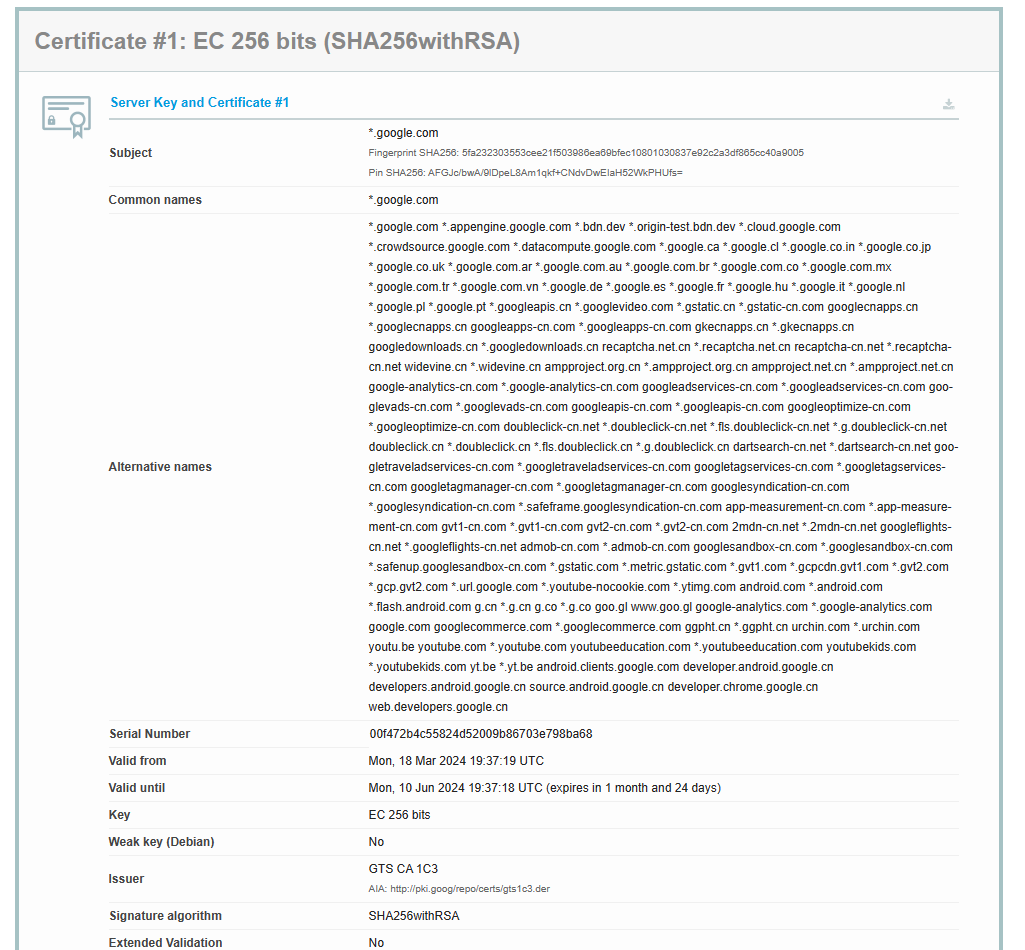 Certificate #1: EC 256 bits (SHA256withRSA)
Server Key and Certificate #1
Subject
*.google.com
Fingerprint SHA256: 5fa232303553cee21f503986ea69bfec10801030837e92c2a3df865cc40a9005
Pin SHA256: AFGJc/bwA/9lDpeL8Am1qkf+CNdvDwElaH52WkPHUfs=
Common names
*.google.com
Alternative names
*.google.com *.appengine.google.com *.bdn.dev *.origin-test.bdn.dev *.cloud.google.com
*.crowdsource.google.com *.datacompute.google.com *.google.ca *.google.cl *.google.co.in *.google.co.jp
*.google.co.uk *.google.com.ar *.google.com.au *.google.com.br *.google.com.co *.google.com.mx
*.google.com.tr *.google.com.vn *.google.de *.google.es *.google.fr *.google.hu *.google.it *.google.nl
*.google.pl *.google.pt *.googleapis.cn *.googlevideo.com *.gstatic.cn *.gstatic-cn.com googlecnapps.cn
*.googlecnapps.cn googleapps-cn.com *.googleapps-cn.com gkecnapps.cn *.gkecnapps.cn
googledownloads.cn *.googledownloads.cn recaptcha.net.cn *.recaptcha.net.cn recaptcha-cn.net *.recaptcha-
cn.net widevine.cn *.widevine.cn ampproject.org.cn *.ampproject.org.cn ampproject.net.cn *.ampproject.net.cn
google-analytics-cn.com *.google-analytics-cn.com googleadservices-cn.com *.googleadservices-cn.com goo-
glevads-cn.com *.googlevads-cn.com googleapis-cn.com *.googleapis-cn.com googleoptimize-cn.com
*.googleoptimize-cn.com doubleclick-cn.net *.doubleclick-cn.net *.fls.doubleclick-cn.net *.g.doubleclick-cn.net
doubleclick.cn *.doubleclick.cn *.fls.doubleclick.cn *.g.doubleclick.cn dartsearch-cn.net *.dartsearch-cn.net goo-
gletraveladservices-cn.com *.googletraveladservices-cn.com googletagservices-cn.com *.googletagservices-
cn.com googletagmanager-cn.com *.googletagmanager-cn.com googlesyndication-cn.com
*.googlesyndication-cn.com *.safeframe.googlesyndication-cn.com app-measurement-cn.com *.app-measure-
ment-cn.com gvt1-cn.com *.gvt1-cn.com gvt2-cn.com *.gvt2-cn.com 2mdn-cn.net *.2mdn-cn.net googleflights-
cn.net *.googleflights-cn.net admob-cn.com *.admob-cn.com googlesandbox-cn.com *.googlesandbox-cn.com
*.safenup.googlesandbox-cn.com *.gstatic.com *.metric.gstatic.com *.gvt1.com *.gcpcdn.gvt1.com *.gvt2.com
*.gcp.gvt2.com *.url.google.com *.youtube-nocookie.com *.ytimg.com android.com *.android.com
*.flash.android.com g.cn *.g.cn g.co *.g.co goo.gl www.goo.gl google-analytics.com *.google-analytics.com
google.com googlecommerce.com *.googlecommerce.com ggpht.cn *.ggpht.cn urchin.com *.urchin.com
youtu.be youtube.com *.youtube.com youtubeeducation.com *.youtubeeducation.com youtubekids.com
*.youtubekids.com yt.be *.yt.be android.clients.google.com developer.android.google.cn
developers.android.google.cn source.android.google.cn developer.chrome.google.cn
web.developers.google.cn
Serial Number
00f472b4c55824d52009b86703e798ba68
Valid from
Mon, 18 Mar 2024 19:37:19 UTC
Valid until
Mon, 10 Jun 2024 19:37:18 UTC (expires in 1 month and 24 days)
Key
EC 256 bits
Weak key (Debian)
No
Issuer
GTS CA 1C3
AIA: http://pki.goog/repo/certs/gts1c3.der
Signature algorithm
SHA256withRSA
Extended Validation
No